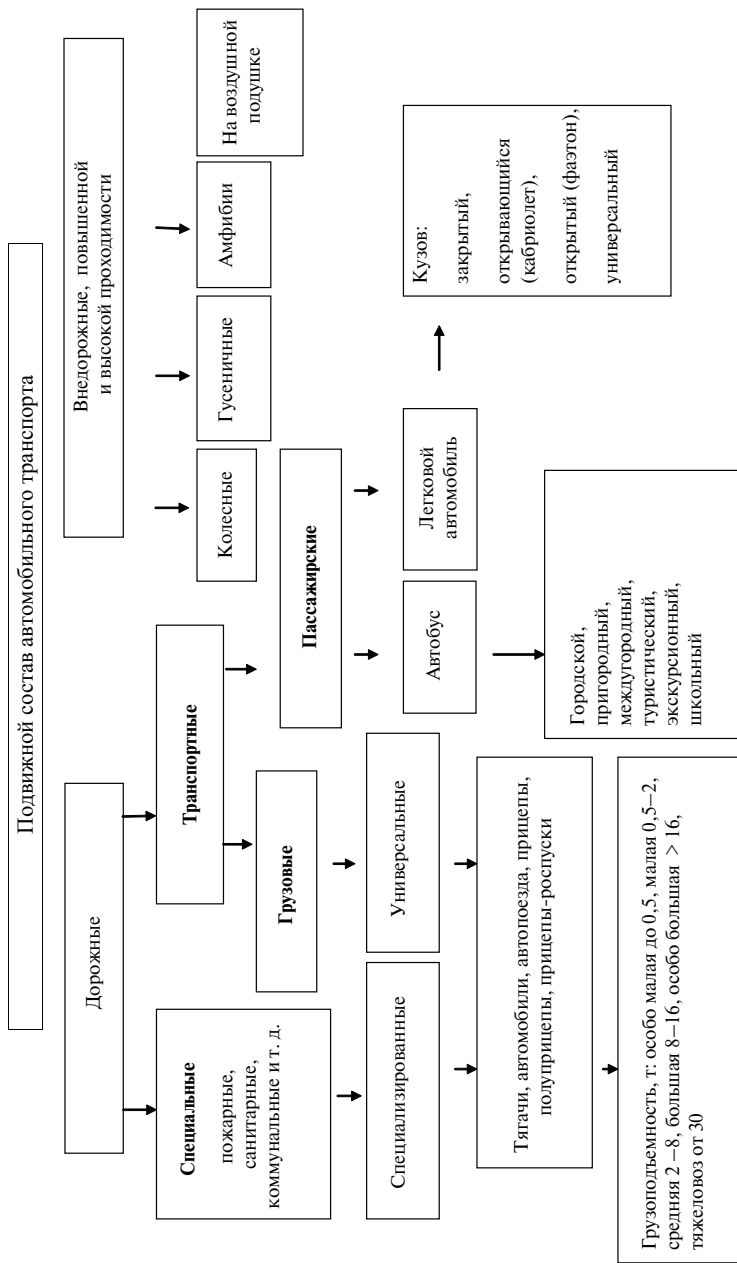 Подвижной состав автомобильного транспорта
Дорожные
Внедорожные, повышенной
и высокой проходимости
Специальные
пожарные,
санитарные,
коммунальные и т. д.
Транспортные
Колесные
Гусеничные
Амфибии
На воздушной
подушке
Грузовые
Пассажирские
Специализированные
Универсальные
Автобус
Легковой
автомобиль
Кузов:
закрытый,
открывающийся
(кабриолет),
открытый (фаэтон),
универсальный
Тягачи, автомобили, автопоезда, прицепы,
полуприцепы, прицепы-роспуски
Городской,
пригородный,
междугородный,
туристический,
экскурсионный,
школьный
Грузоподъемность, т: особо малая до 0,5, малая 0,5–2,
средняя 2–8, большая 8–16, особо большая > 16,
тяжеловоз от 30